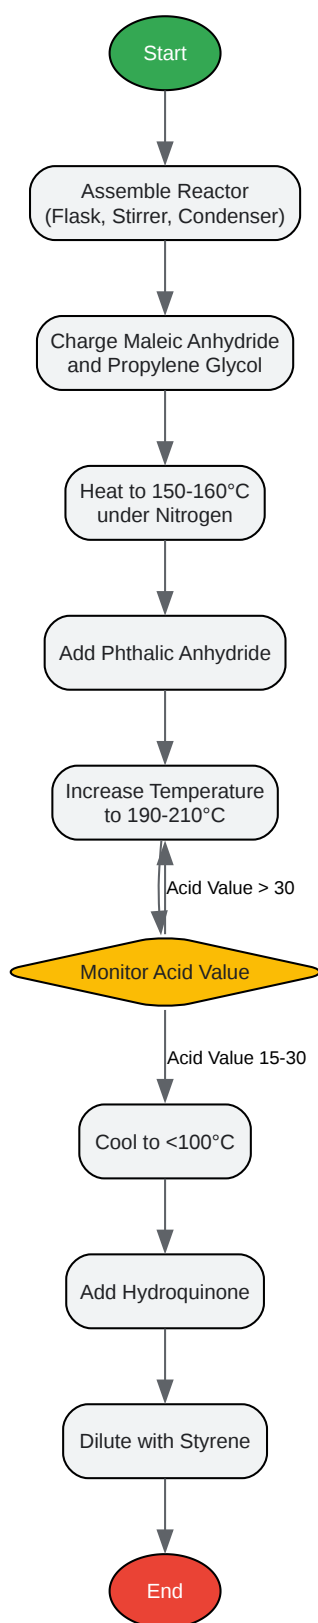 Start
Assemble Reactor
(Flask, Stirrer, Condenser)
Charge Maleic Anhydride
and Propylene Glycol
Heat to 150-160°C
under Nitrogen
Add Phthalic Anhydride
Increase Temperature
to 190-210°C
Acid Value > 30
Monitor Acid Value
Acid Value 15-30
Cool to <100°C
Add Hydroquinone
Dilute with Styrene
End